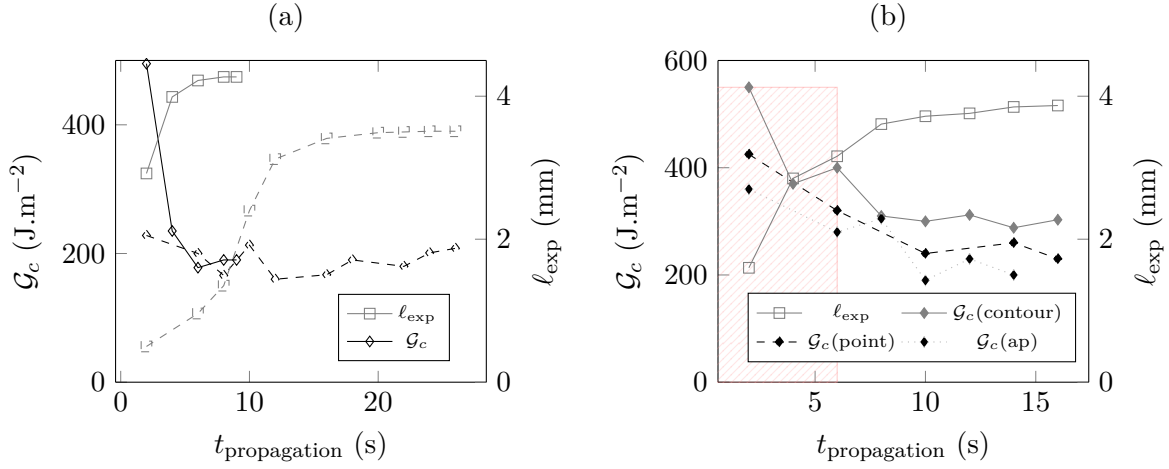 (a)
(b)
400
200
0
4
2
0
0
10
20
𝒢c (J.m−2)
ℓexp (mm)
tpropagation (s)
ℓexp
𝒢c
600
400
200
0
4
2
0
5
10
15
𝒢c (J.m−2)
ℓexp (mm)
tpropagation (s)
ℓexp 𝒢c(contour)
𝒢c(point) 𝒢c(ap)